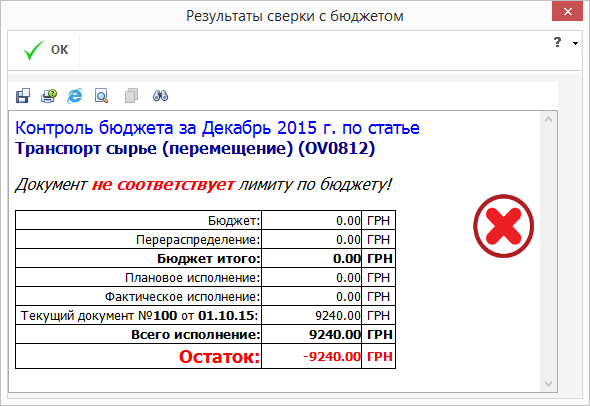 Результаты сверки с бюджетом
OK
?
Контроль бюджета за Декабрь 2015 г. по статье
Транспорт сырье (перемещение) (OV0812)
Документ не соответствует лимиту по бюджету!
Бюджет: 0.00 ГРН
Перераспределение: 0.00 ГРН
Бюджет итого: 0.00 ГРН
Плановое исполнение: 0.00 ГРН
Фактическое исполнение: 0.00 ГРН
Текущий документ №100 от 01.10.15: 9240.00 ГРН
Всего исполнение: 9240.00 ГРН
Остаток: -9240.00 ГРН